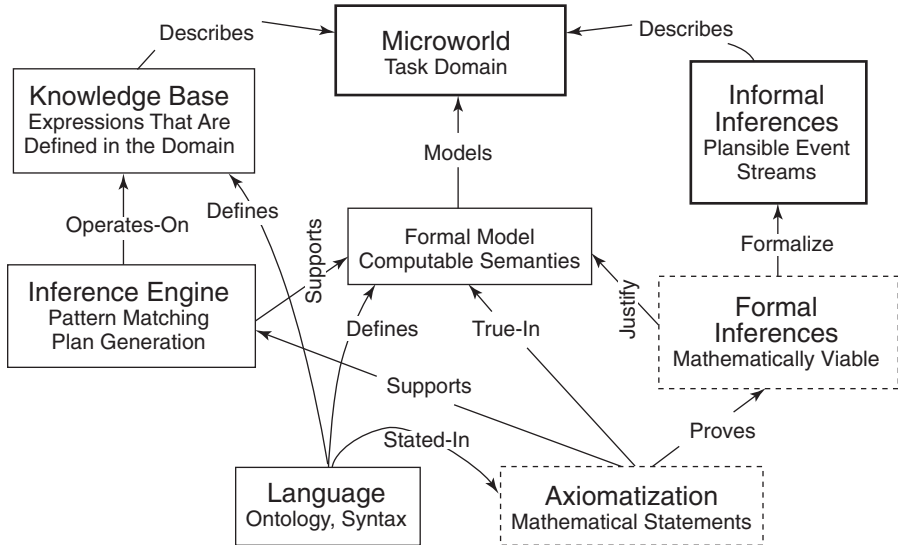 Describes
Microworld
Task Domain
Describes
Knowledge Base
Expressions That Are
Defined in the Domain
Informal
Inferences
Plansible Event
Streams
Models
Operates-On
Defines
Supports
Formal Model
Computable Semanties
Formalize
Inference Engine
Pattern Matching
Plan Generation
Defines
True-In
Justify
Formal
Inferences
Mathematically Viable
Supports
Stated-In
Proves
Language
Ontology, Syntax
Axiomatization
Mathematical Statements